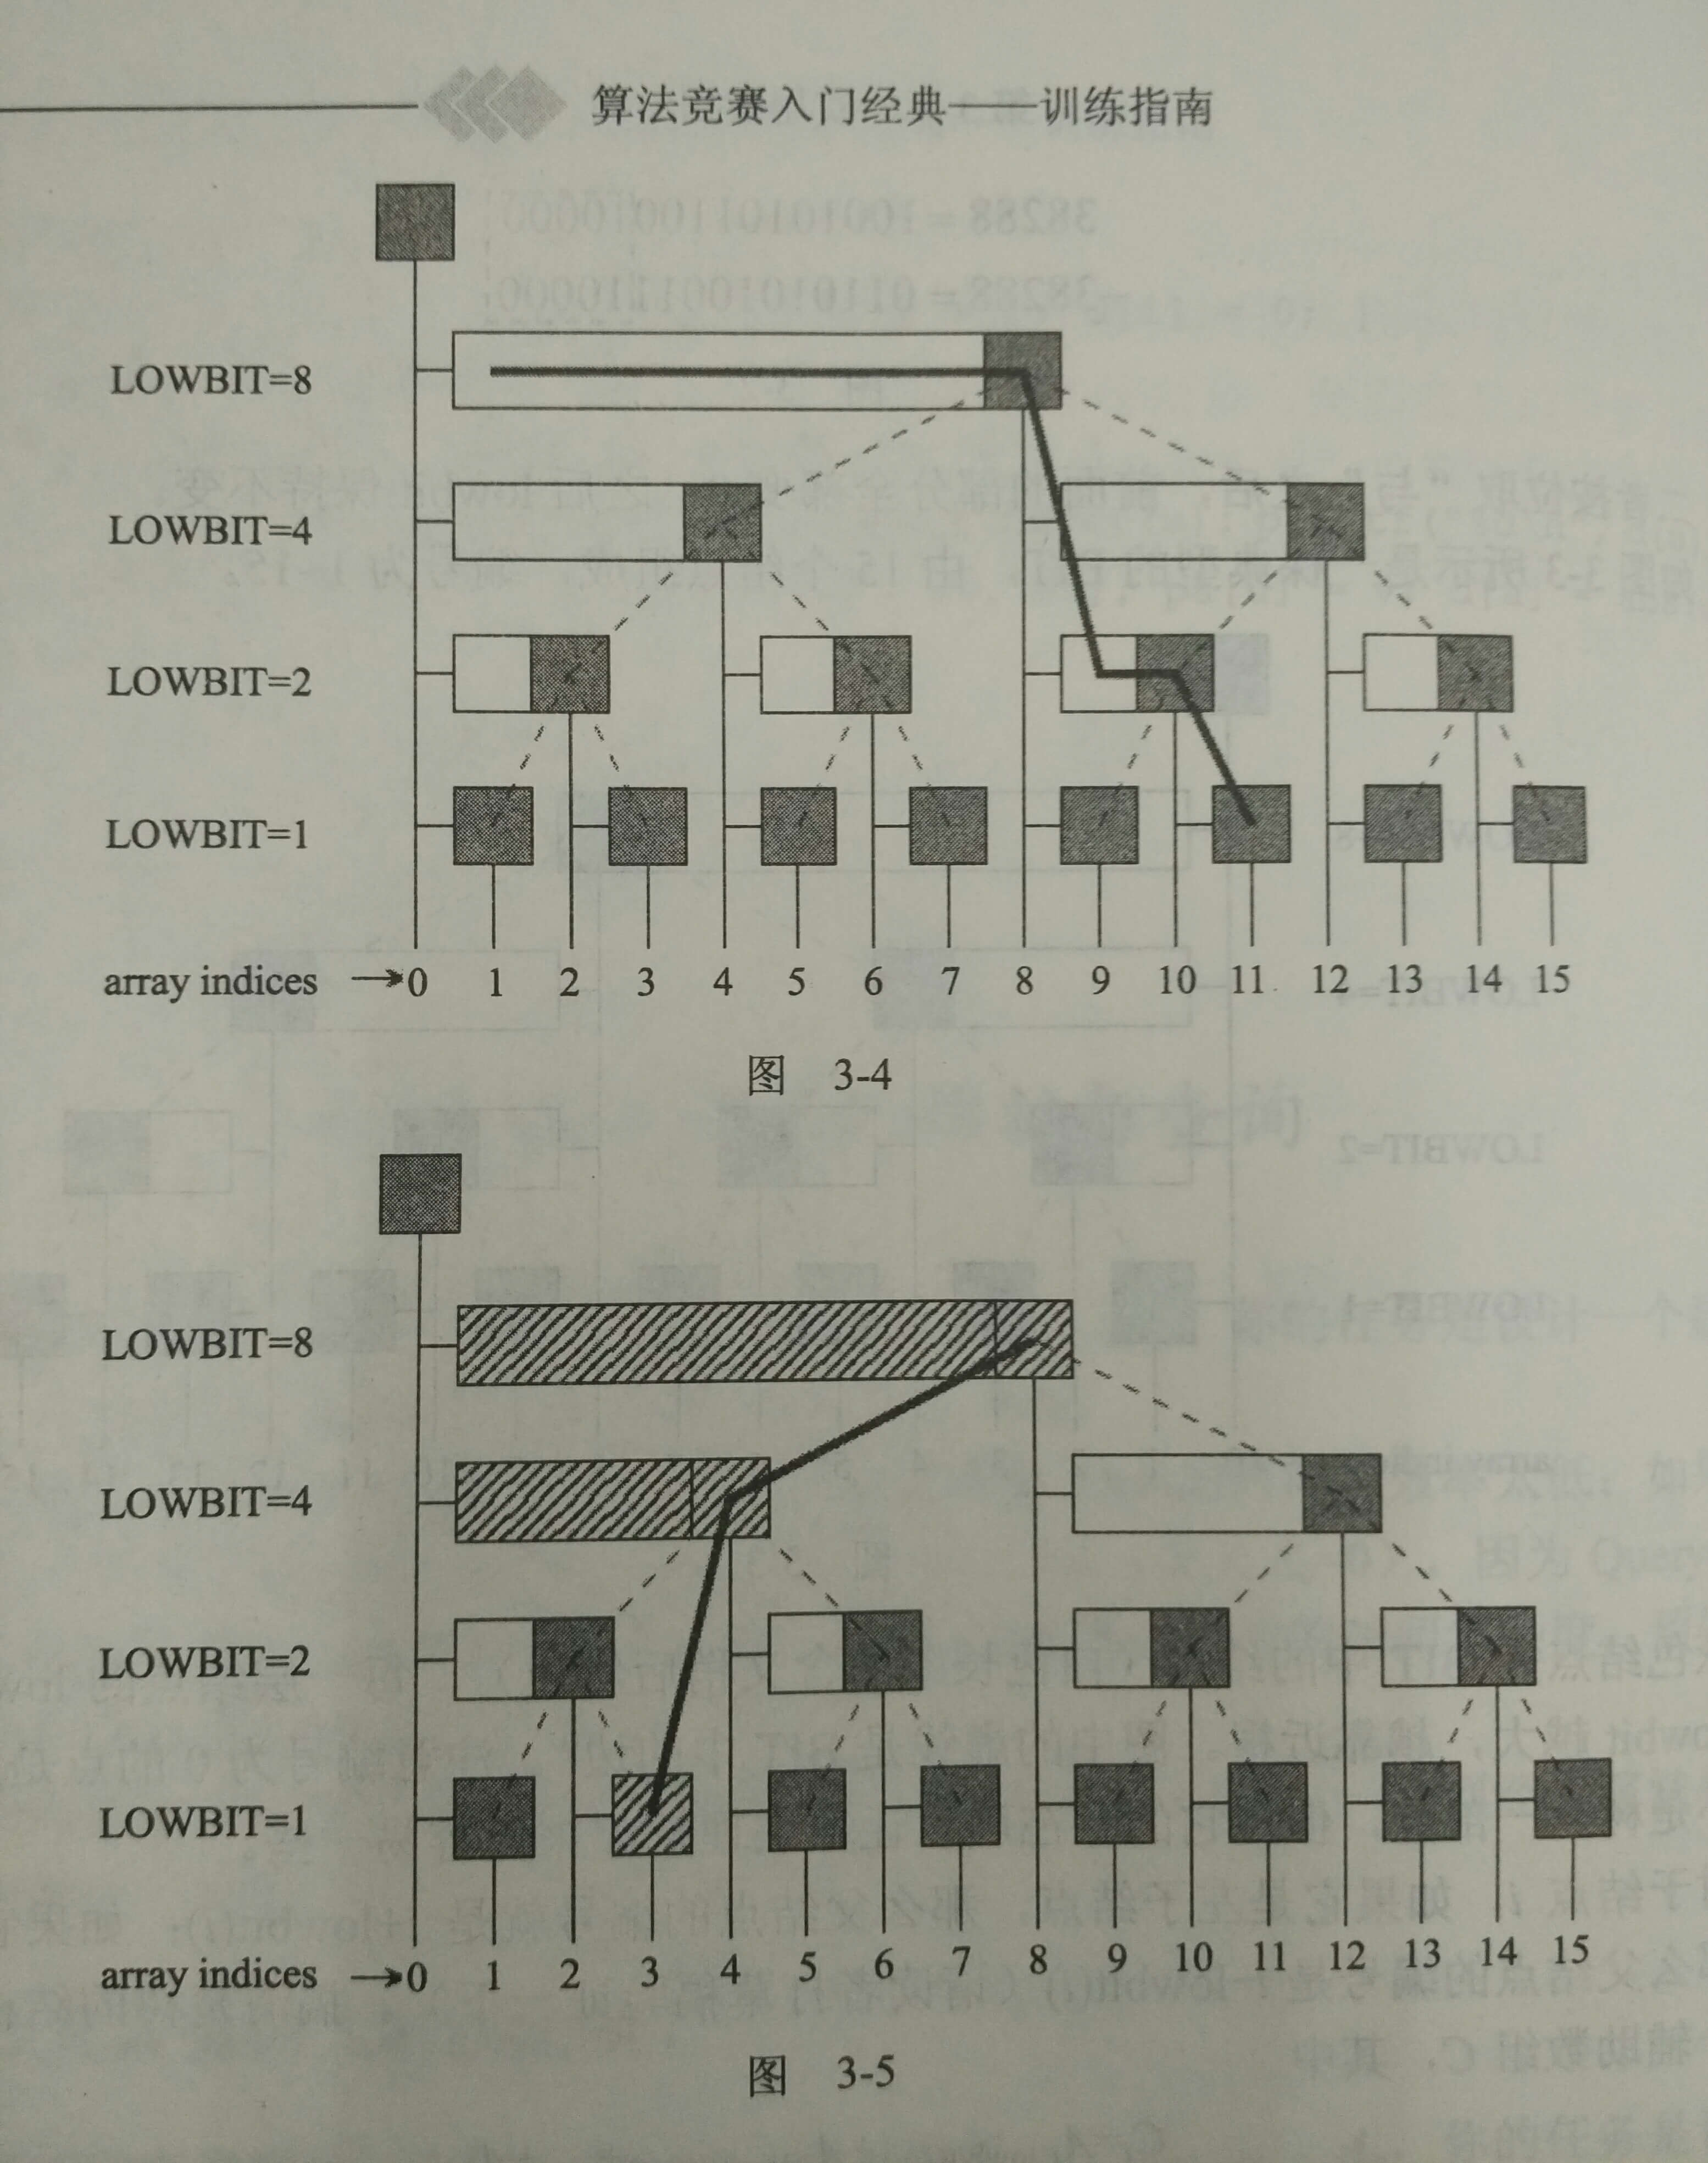 算法竞赛入门经典——训练指南
LOWBIT=8
LOWBIT=4
LOWBIT=2
LOWBIT=1
array indices →0 1 2 3 4 5 6 7 8 9 10 11 12 13 14 15
图 3-4
LOWBIT=8
LOWBIT=4
LOWBIT=2
LOWBIT=1
array indices →0 1 2 3 4 5 6 7 8 9 10 11 12 13 14 15
图 3-5